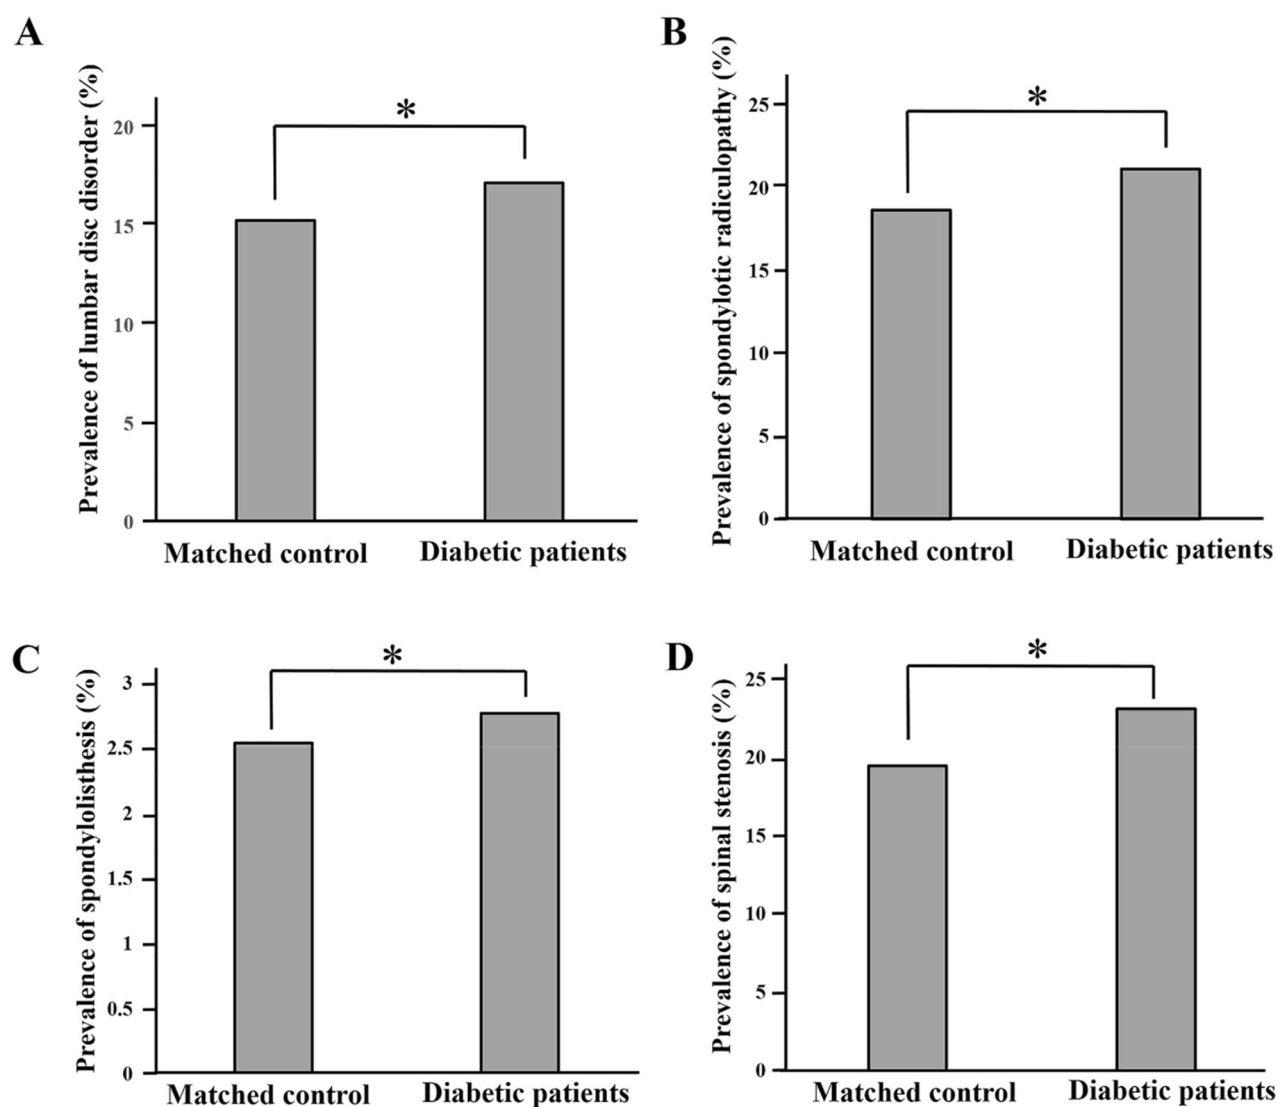 A
Prevalence of lumbar disc disorder (%)
20
15
10
5
0
*
Matched control
Diabetic patients
B
Prevalence of spondylotic radiculopathy (%)
25
20
15
10
5
0
*
Matched control
Diabetic patients
C
Prevalence of spondylolisthesis (%)
3
2.5
2
1.5
1
0.5
0
*
Matched control
Diabetic patients
D
Prevalence of spinal stenosis (%)
25
20
15
10
5
0
*
Matched control
Diabetic patients